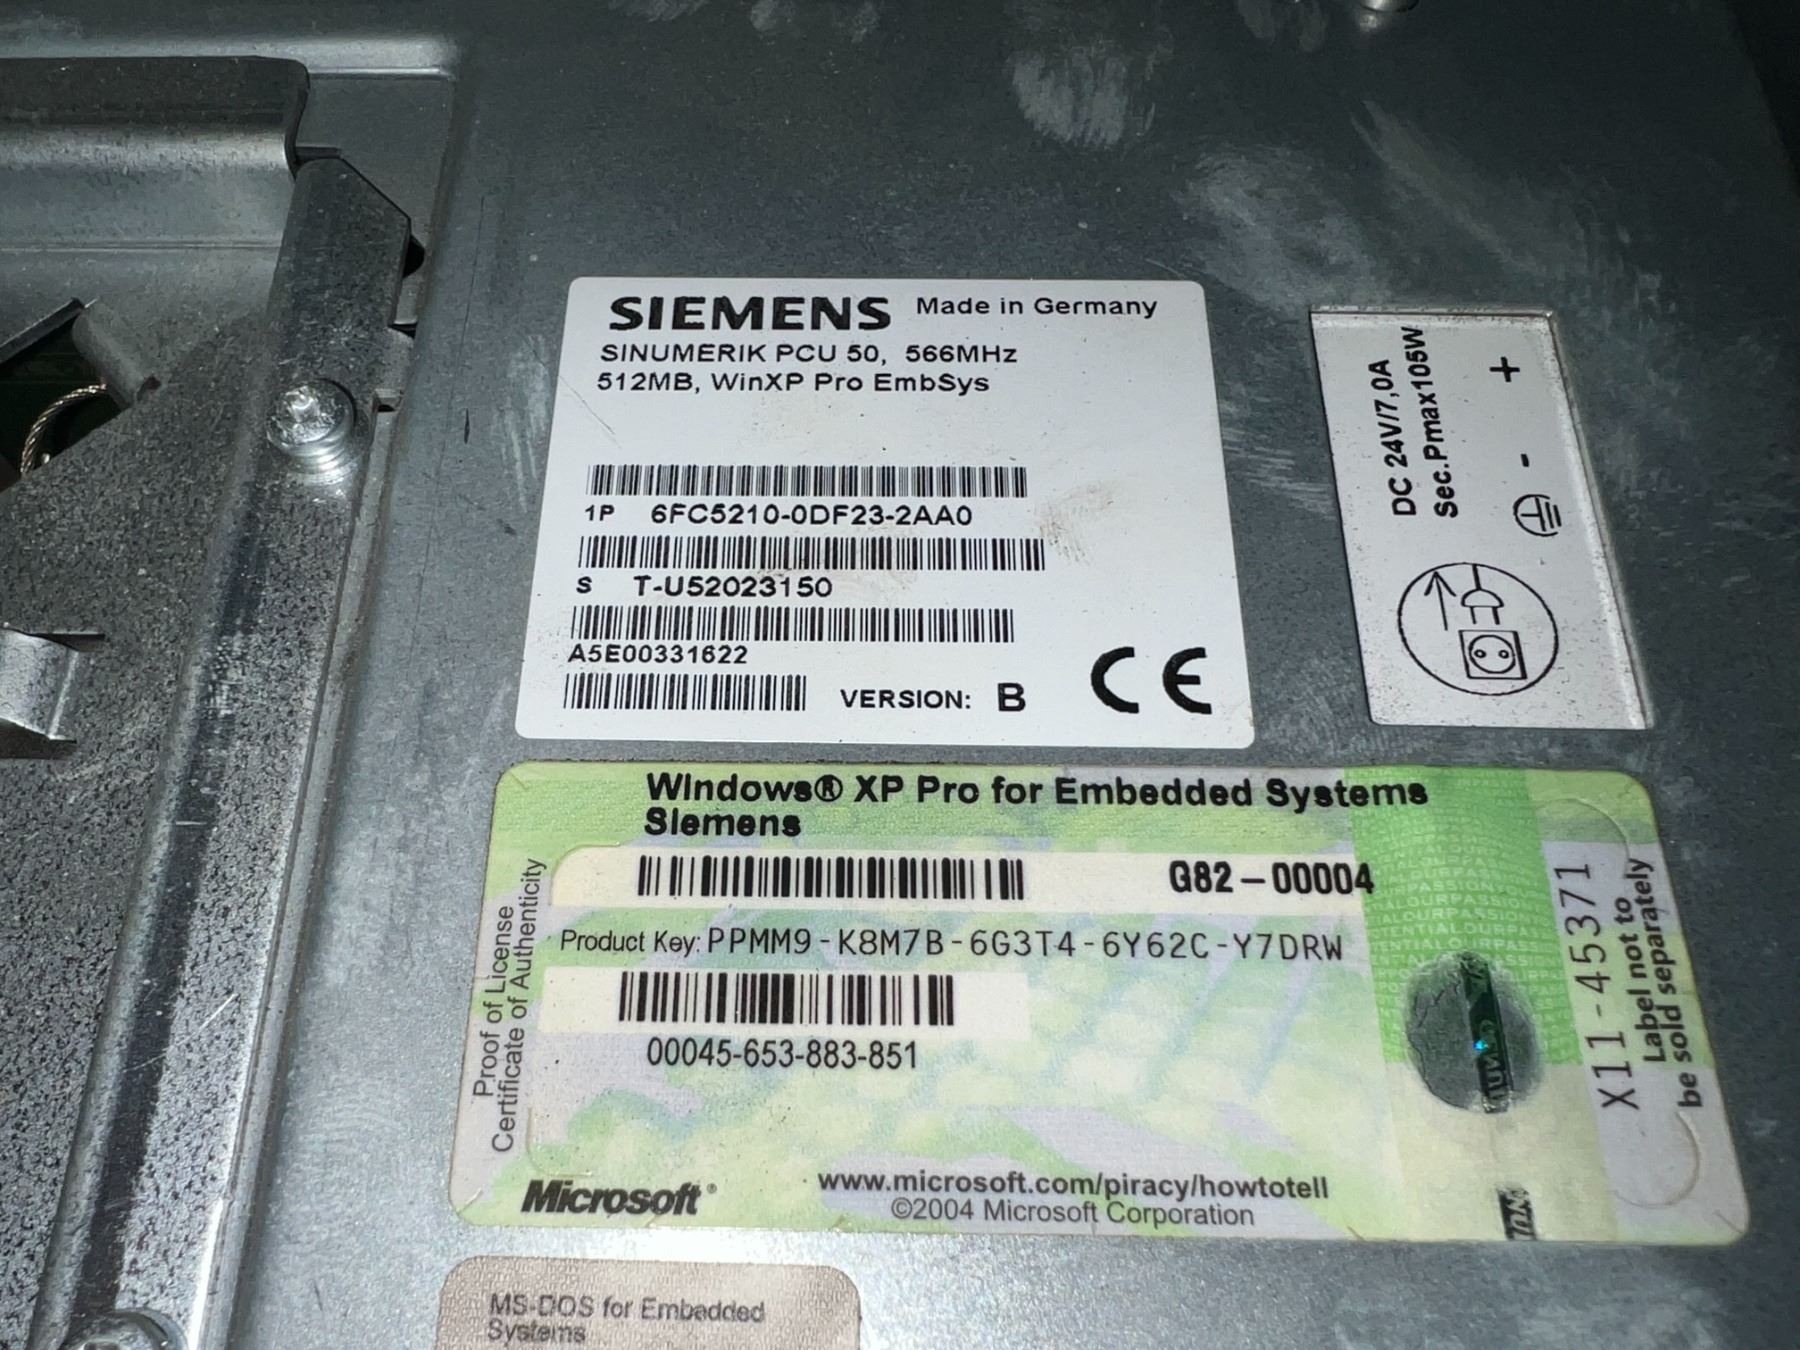 SIEMENS Made in Germany
SINUMERIK PCU 50, 566MHz
512MB, WinXP Pro EmbSys
1P 6FC5210-0DF23-2AA0
S T-U52023150
A5E00331622
VERSION: B
CE
DC 24V/7,0A
Sec.Pmax105W
+
-
Windows® XP Pro for Embedded Systems
Siemens
G82-00004
Product Key: PPMM9-K8M7B-6G3T4-6Y62C-Y7DRW
00045-653-883-851
Proof of License
Certificate of Authenticity
X11-45371
Label not to
be sold separately
Microsoft®
www.microsoft.com/piracy/howtotell
©2004 Microsoft Corporation
MS-DOS for Embedded
Systems